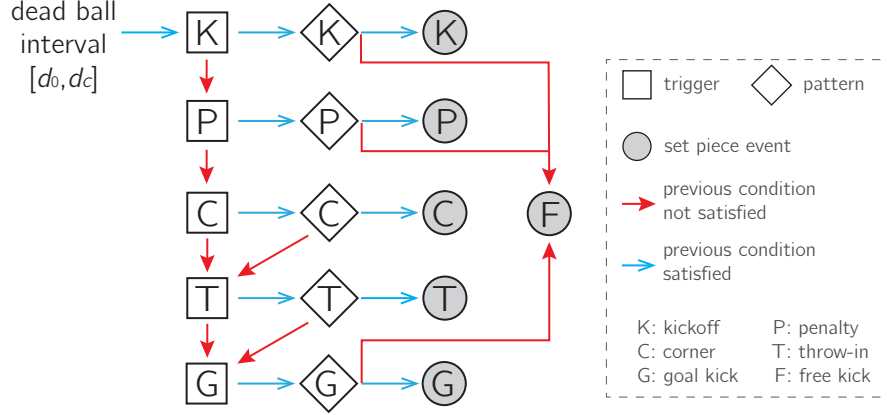 dead ball
interval
[d₀,d_C]
K K K
P P P
C C C
T T T
G G G
F
trigger
pattern
set piece event
previous condition
not satisfied
previous condition
satisfied
K: kickoff P: penalty
C: corner T: throw-in
G: goal kick F: free kick